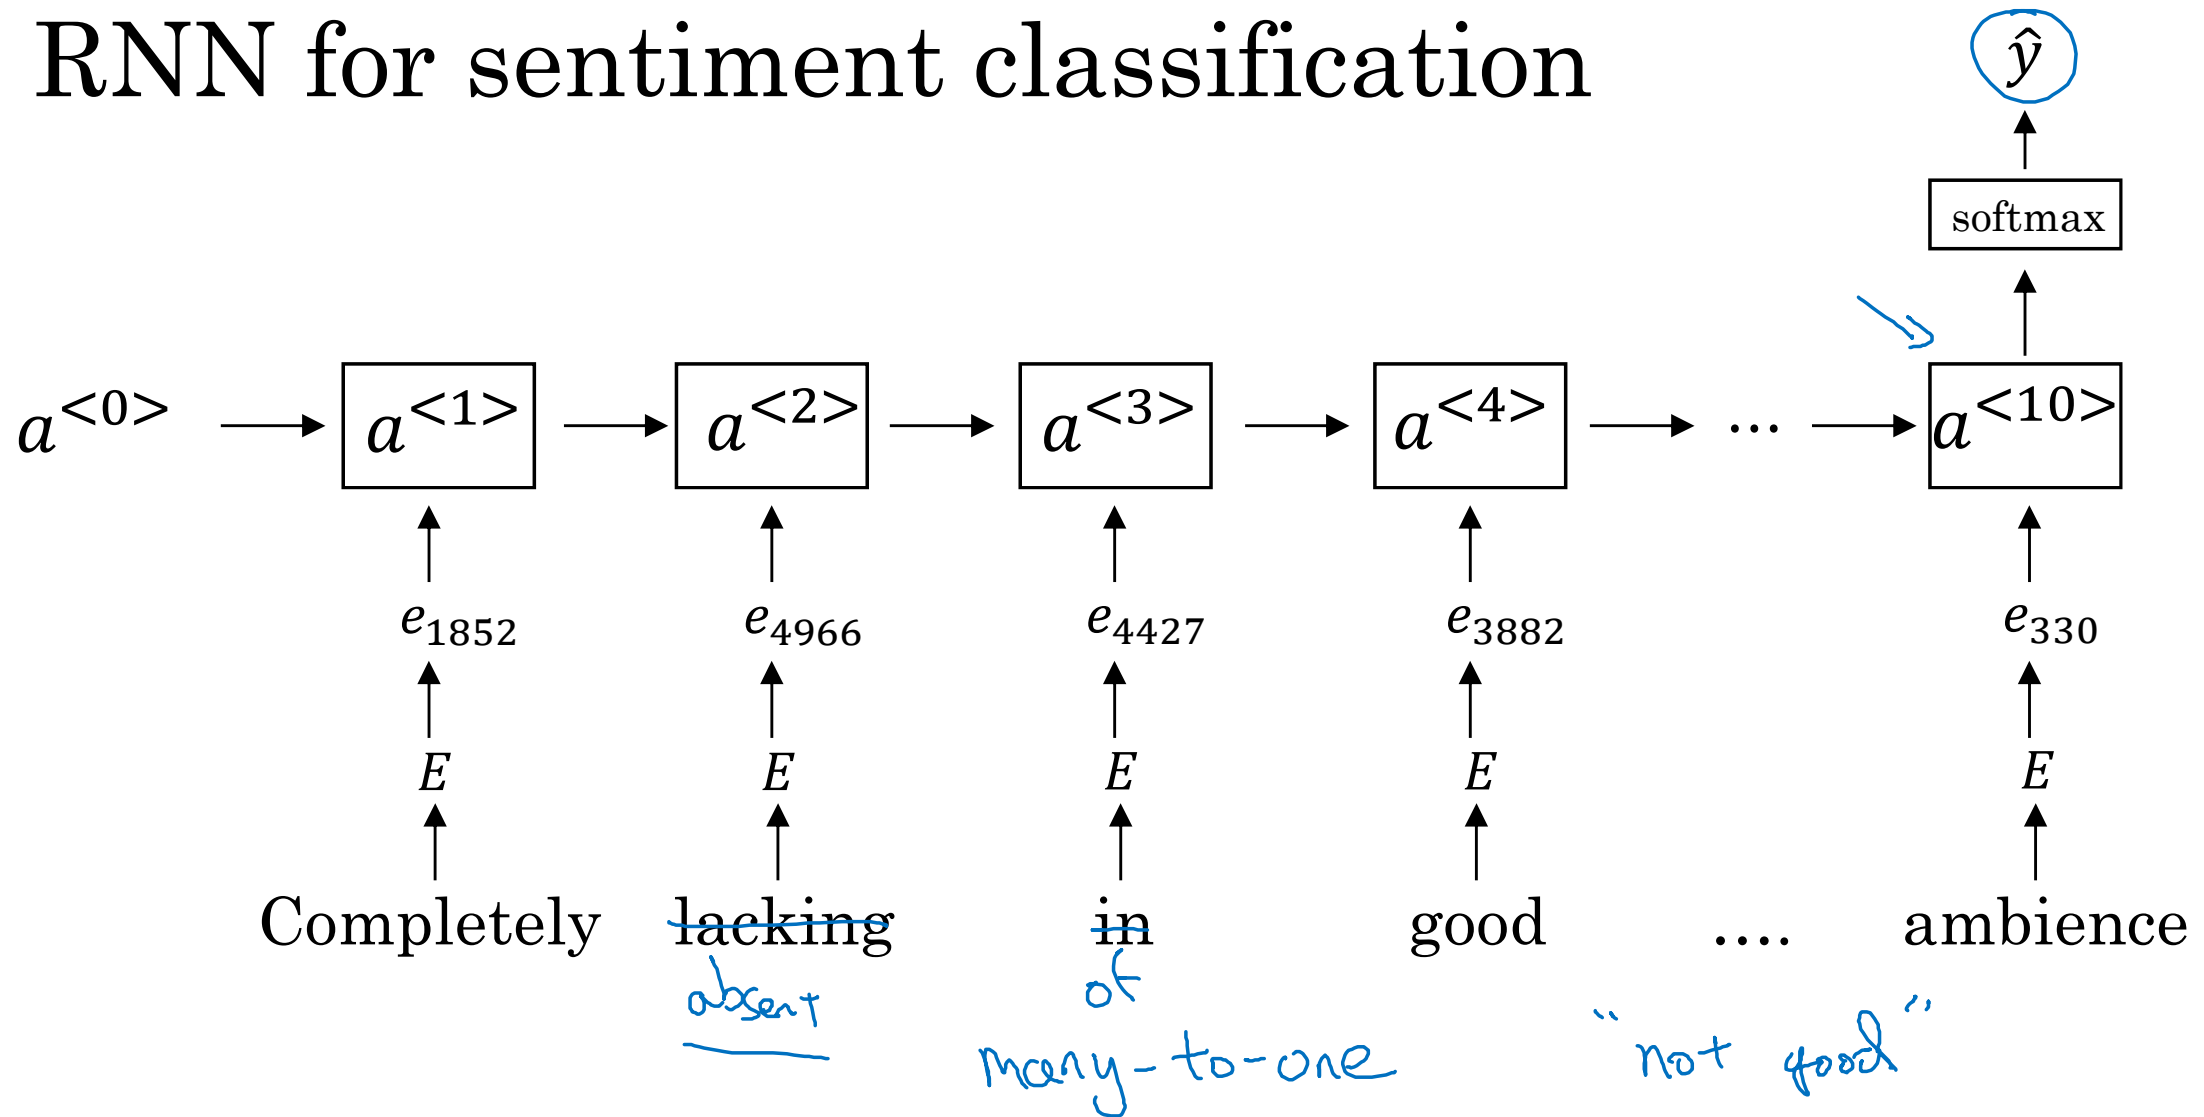 RNN for sentiment classification
ŷ
softmax
a<0> a<1> a<2> a<3> a<4> ... a<10>
e1852 e4966 e4427 e3882 e330
E E E E E
Completely lacking in good .... ambience
absent of
many-to-one "not good"